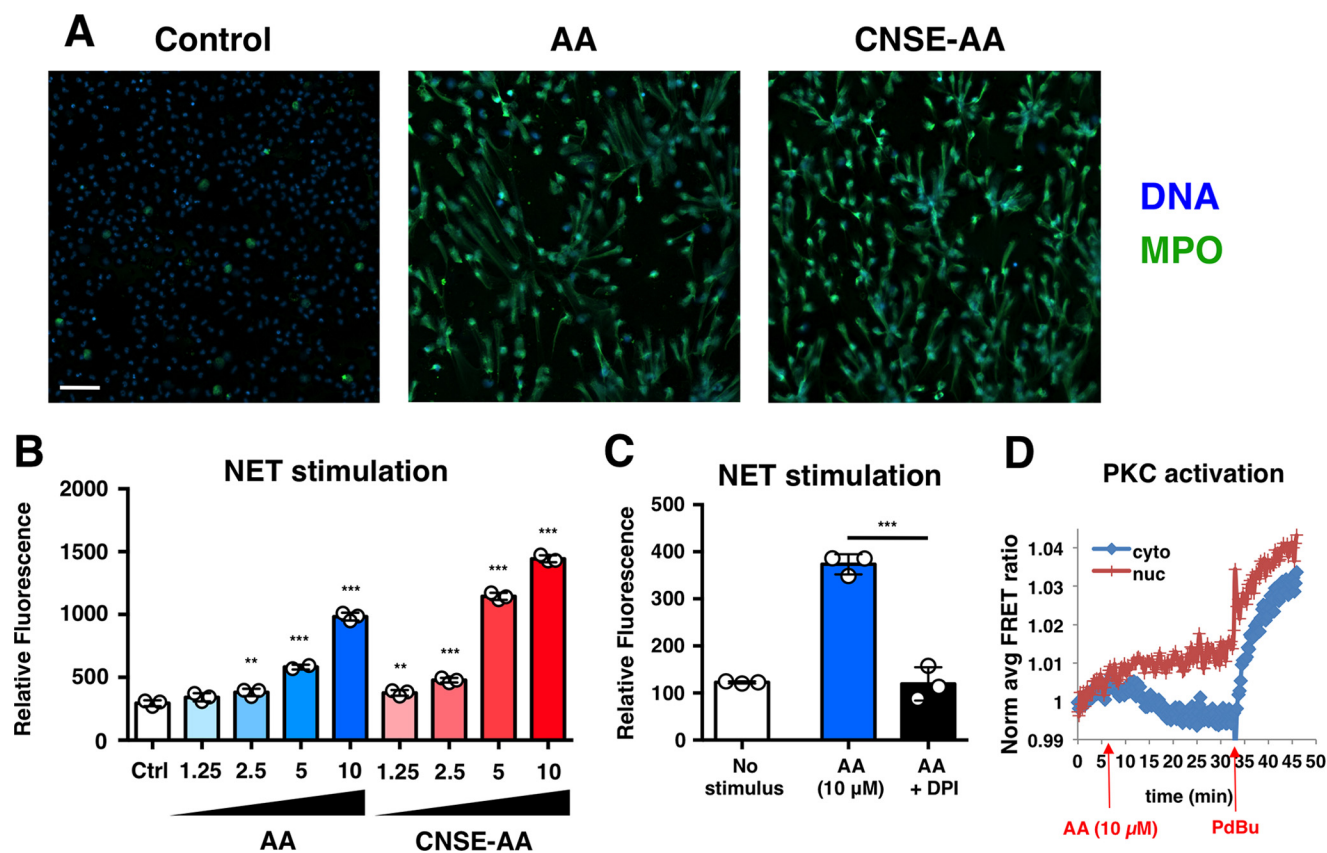 A
Control
AA
CNSE-AA
DNA
MPO
B
NET stimulation
Relative Fluorescence
2000
1500
1000
500
0
** *** *** ** *** *** ***
Ctrl 1.25 2.5 5 10 1.25 2.5 5 10
AA CNSE-AA
C
NET stimulation
Relative Fluorescence
500
400
300
200
100
0
***
No stimulus
AA (10 µM)
AA + DPI
D
PKC activation
Norm avg FRET ratio
1.04
1.03
1.02
1.01
1
0.99
cyto
nuc
0 5 10 15 20 25 30 35 40 45 50
time (min)
AA (10 µM)
PdBu